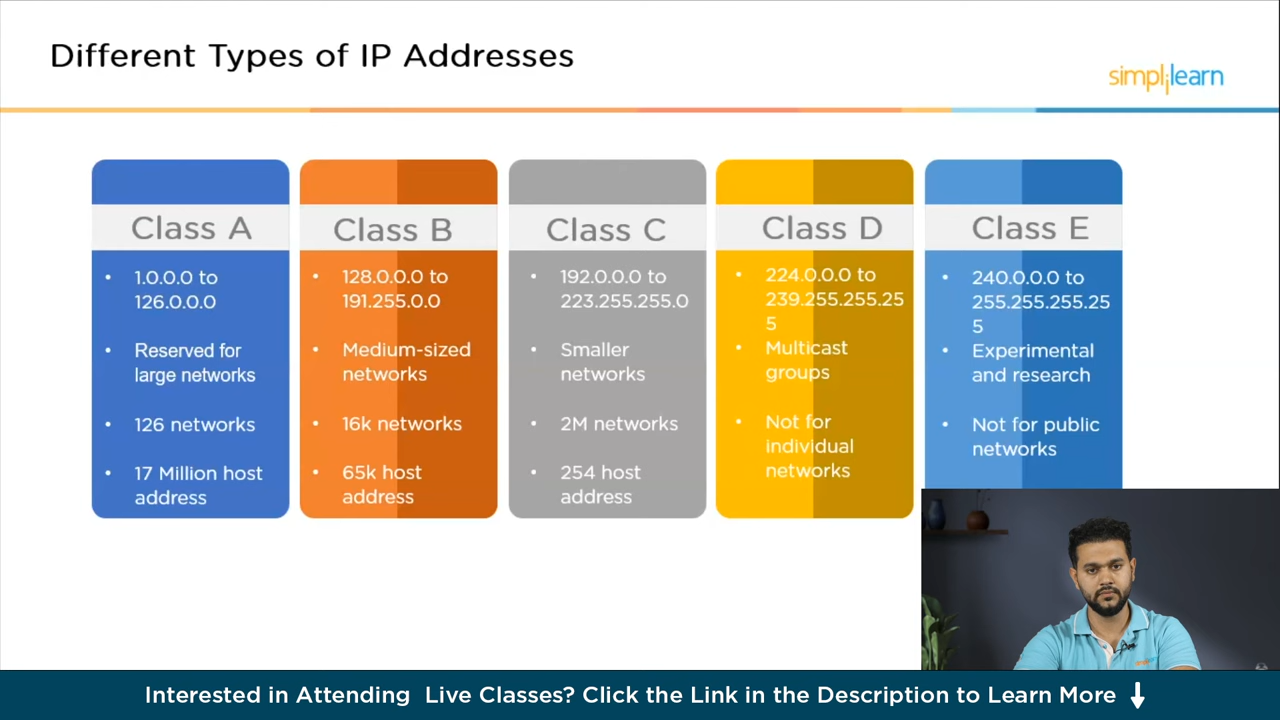 Different Types of IP Addresses
simplilearn
Class A
• 1.0.0.0 to
126.0.0.0
• Reserved for
large networks
• 126 networks
• 17 Million host
address
Class B
• 128.0.0.0 to
191.255.0.0
• Medium-sized
networks
• 16k networks
• 65k host
address
Class C
• 192.0.0.0 to
223.255.255.0
• Smaller
networks
• 2M networks
• 254 host
address
Class D
• 224.0.0.0 to
239.255.255.25
5
• Multicast
groups
• Not for
individual
networks
Class E
• 240.0.0.0 to
255.255.255.25
5
• Experimental
and research
• Not for public
networks
Interested in Attending Live Classes? Click the Link in the Description to Learn More